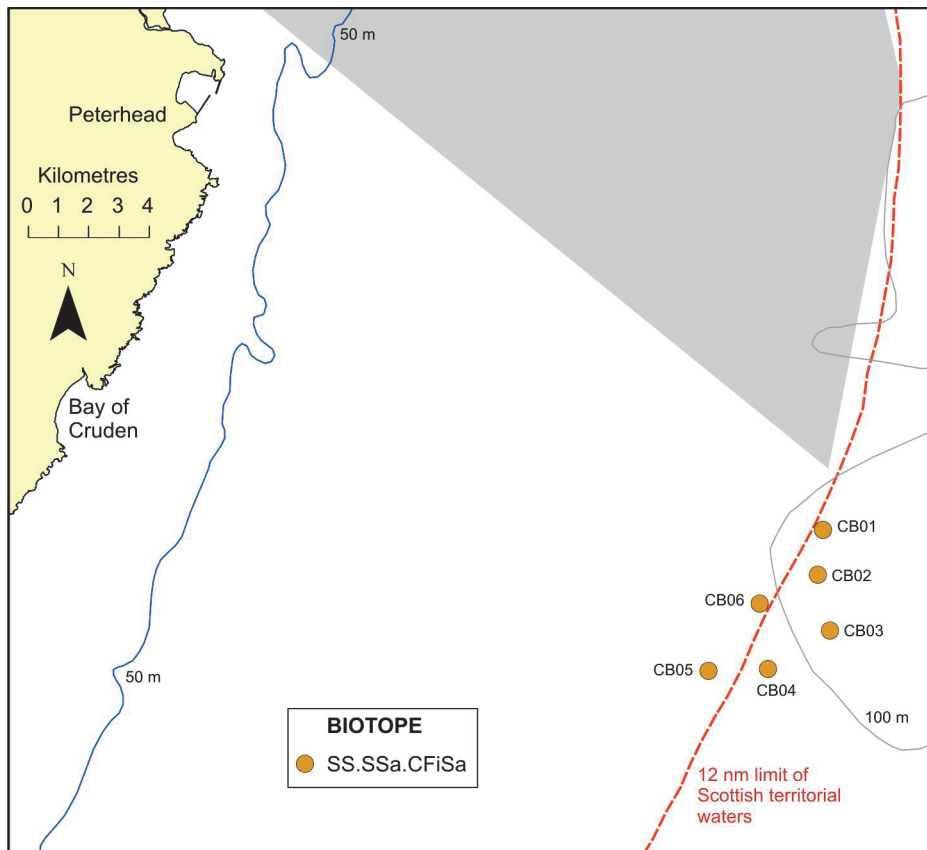 50 m
Peterhead
Kilometres
0 1 2 3 4
N
Bay of
Cruden
CB01
CB02
CB06
CB03
CB05
CB04
50 m
100 m
BIOTOPE
SS.SSa.CFiSa
12 nm limit of
Scottish territorial
waters